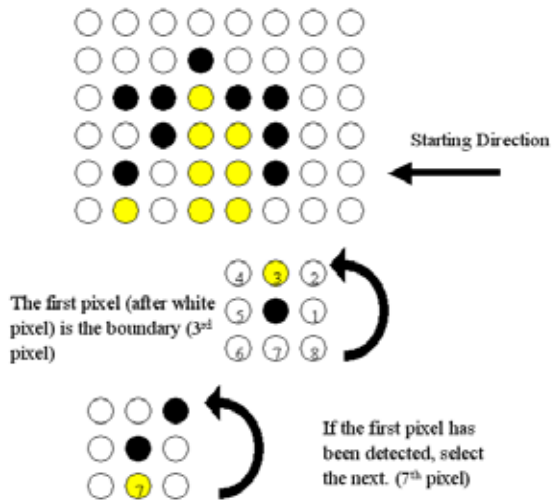 Starting Direction
4 3 2
The first pixel (after white
pixel) is the boundary (3rd
pixel)
5 1
6 7 8
If the first pixel has
been detected, select
the next. (7th pixel)
7